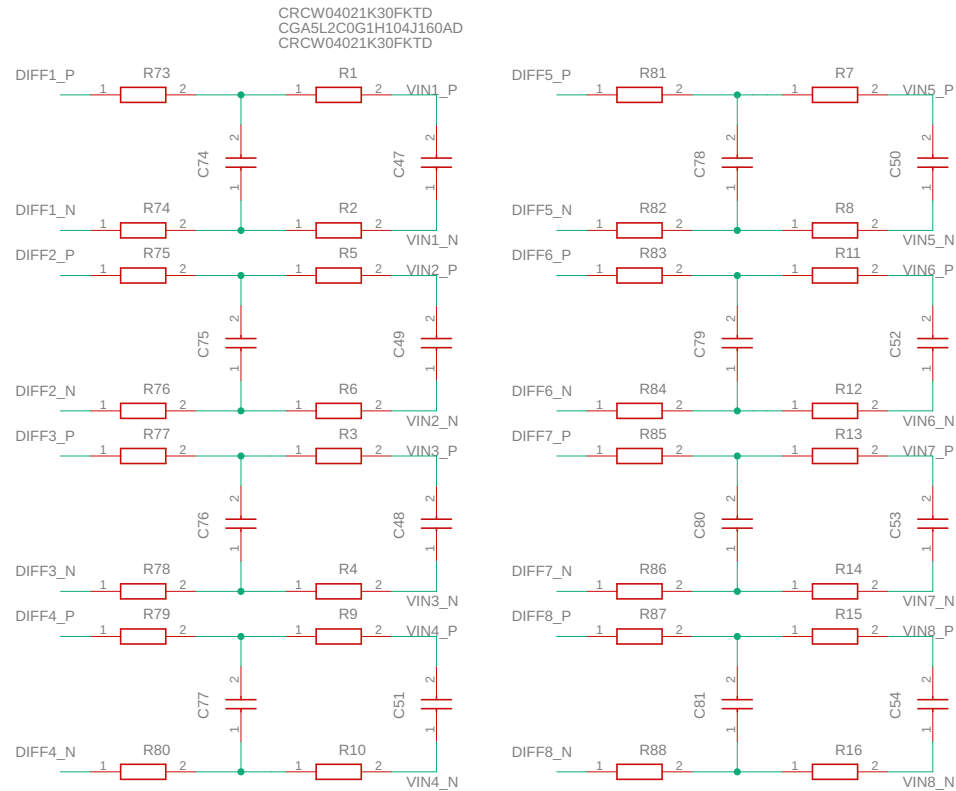 CRCW04021K30FKTD
CGA5L2C0G1H104J160AD
CRCW04021K30FKTD
DIFF1_P 1 R73 2 1 R1 2 VIN1_P
C74 2 1 C47 2 1
DIFF1_N 1 R74 2 1 R2 2 VIN1_N
DIFF2_P 1 R75 2 1 R5 2 VIN2_P
C75 2 1 C49 2 1
DIFF2_N 1 R76 2 1 R6 2 VIN2_N
DIFF3_P 1 R77 2 1 R3 2 VIN3_P
C76 2 1 C48 2 1
DIFF3_N 1 R78 2 1 R4 2 VIN3_N
DIFF4_P 1 R79 2 1 R9 2 VIN4_P
C77 2 1 C51 2 1
DIFF4_N 1 R80 2 1 R10 2 VIN4_N
DIFF5_P 1 R81 2 1 R7 2 VIN5_P
C78 2 1 C50 2 1
DIFF5_N 1 R82 2 1 R8 2 VIN5_N
DIFF6_P 1 R83 2 1 R11 2 VIN6_P
C79 2 1 C52 2 1
DIFF6_N 1 R84 2 1 R12 2 VIN6_N
DIFF7_P 1 R85 2 1 R13 2 VIN7_P
C80 2 1 C53 2 1
DIFF7_N 1 R86 2 1 R14 2 VIN7_N
DIFF8_P 1 R87 2 1 R15 2 VIN8_P
C81 2 1 C54 2 1
DIFF8_N 1 R88 2 1 R16 2 VIN8_N